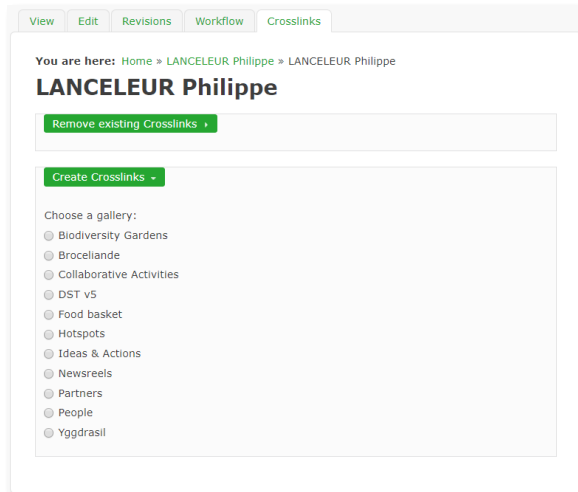 View Edit Revisions Workflow Crosslinks
You are here: Home » LANCELEUR Philippe » LANCELEUR Philippe
LANCELEUR Philippe
Remove existing Crosslinks
Create Crosslinks
Choose a gallery:
Biodiversity Gardens
Broceliande
Collaborative Activities
DST v5
Food basket
Hotspots
Ideas & Actions
Newsreels
Partners
People
Yggdrasil